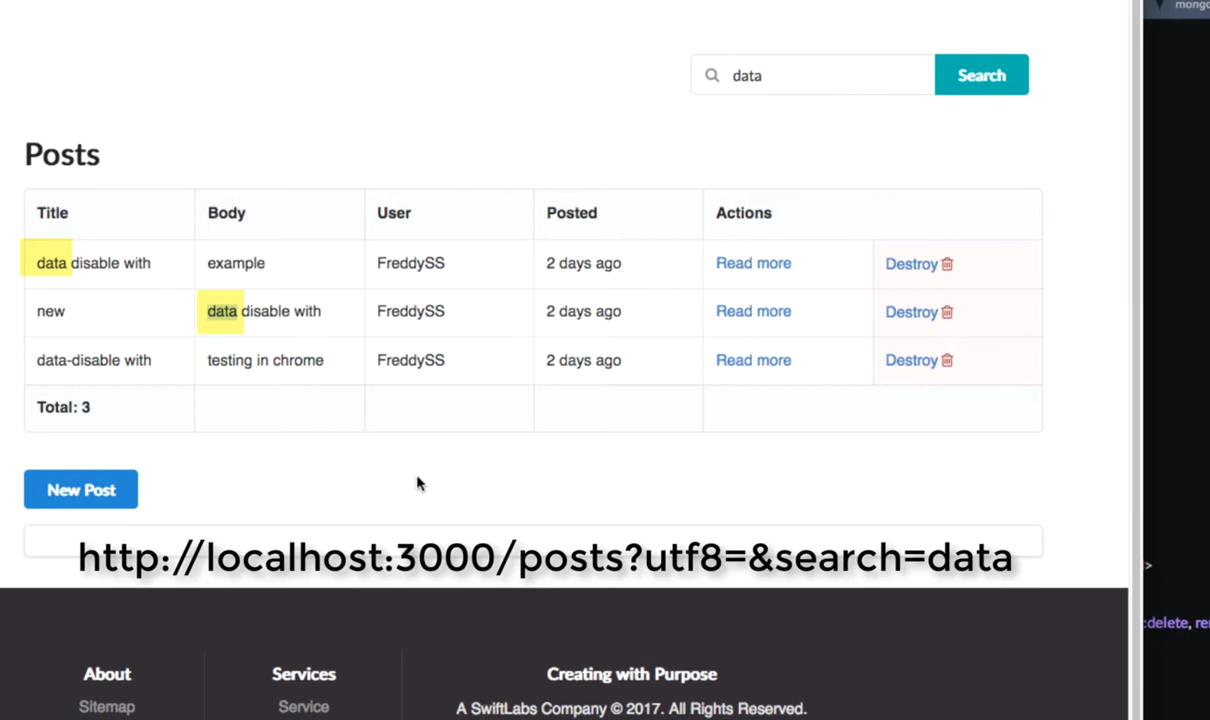 mongo
data
Search
Posts
Title Body User Posted Actions
data disable with example FreddySS 2 days ago Read more Destroy
new data disable with FreddySS 2 days ago Read more Destroy
data-disable with testing in chrome FreddySS 2 days ago Read more Destroy
Total: 3
New Post
http://localhost:3000/posts?utf8=&search=data
>
:delete, re
About Services Creating with Purpose
Sitemap Service A SwiftLabs Company © 2017. All Rights Reserved.